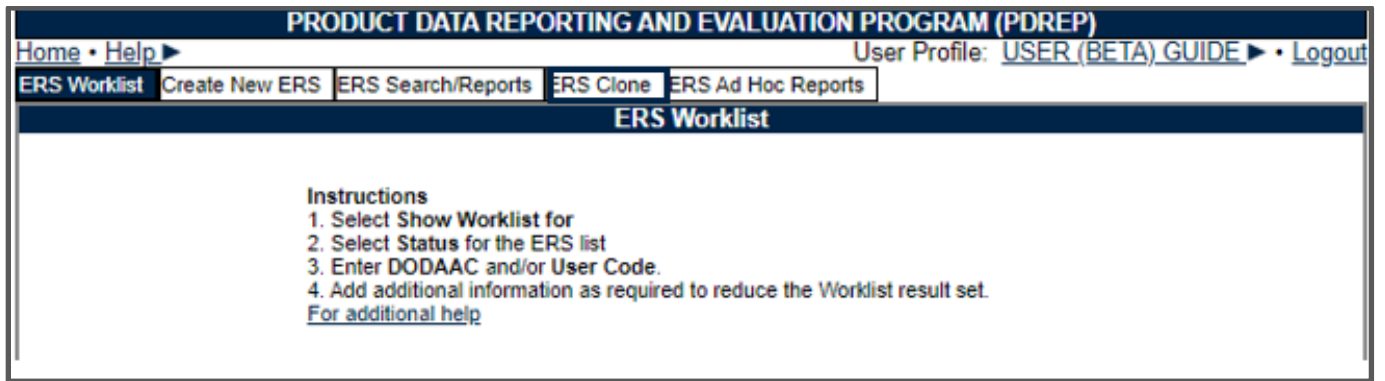 PRODUCT DATA REPORTING AND EVALUATION PROGRAM (PDREP)
Home • Help ▶ User Profile: USER (BETA) GUIDE ▶ • Logout
ERS Worklist Create New ERS ERS Search/Reports ERS Clone ERS Ad Hoc Reports
ERS Worklist
Instructions
1. Select Show Worklist for
2. Select Status for the ERS list
3. Enter DODAAC and/or User Code.
4. Add additional information as required to reduce the Worklist result set.
For additional help